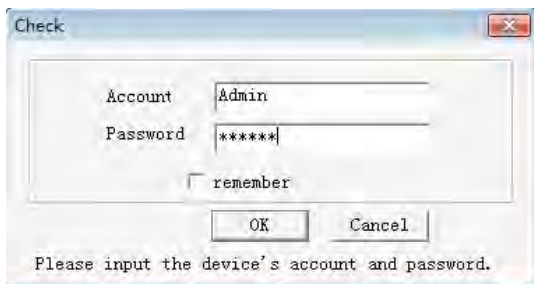 Check
Account Admin
Password ******
remember
OK Cancel
Please input the device's account and password.